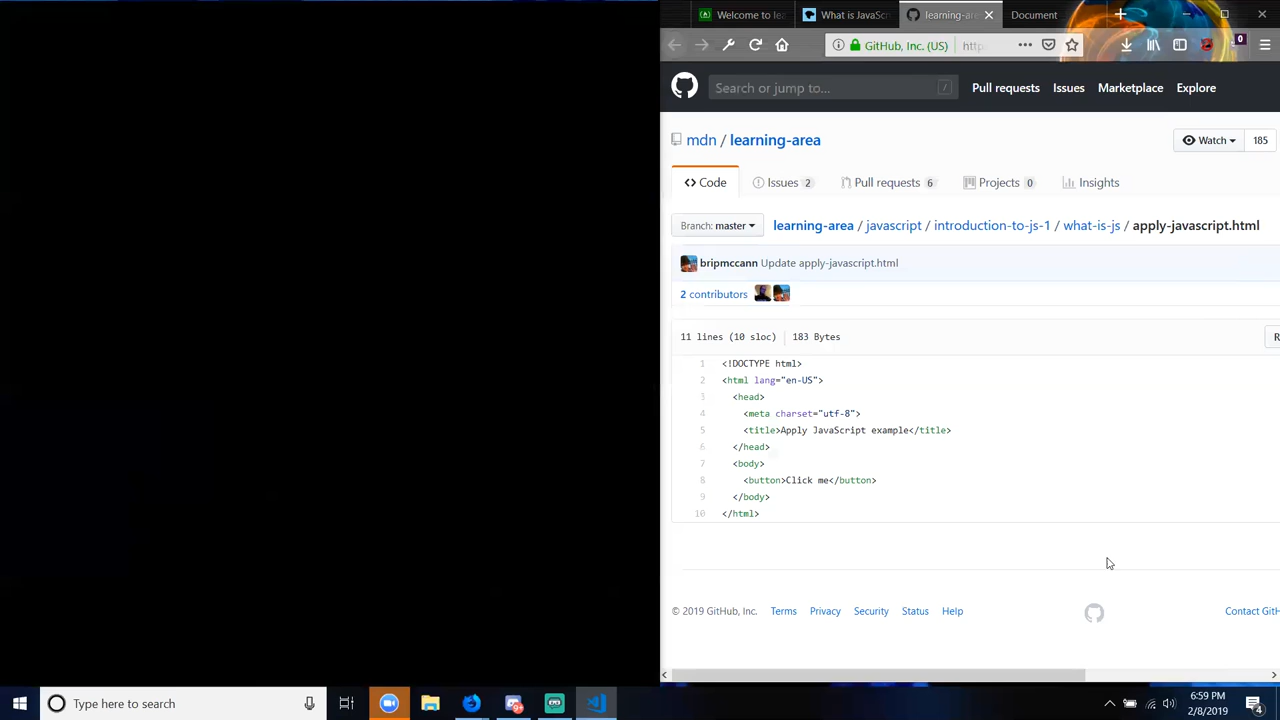 Welcome to le
What is JavaScr
learning-are
Document
GitHub, Inc. (US)
http
0
Search or jump to...
/
Pull requests
Issues
Marketplace
Explore
mdn / learning-area
Watch
185
Code
Issues 2
Pull requests 6
Projects 0
Insights
Branch: master
learning-area / javascript / introduction-to-js-1 / what-is-js / apply-javascript.html
bripmccann Update apply-javascript.html
2 contributors
11 lines (10 sloc)
183 Bytes
R
1 <!DOCTYPE html>
2 <html lang="en-US">
3 <head>
4 <meta charset="utf-8">
5 <title>Apply JavaScript example</title>
6 </head>
7 <body>
8 <button>Click me</button>
9 </body>
10 </html>
© 2019 GitHub, Inc.
Terms
Privacy
Security
Status
Help
Contact GitH
Type here to search
6:59 PM
2/8/2019
4